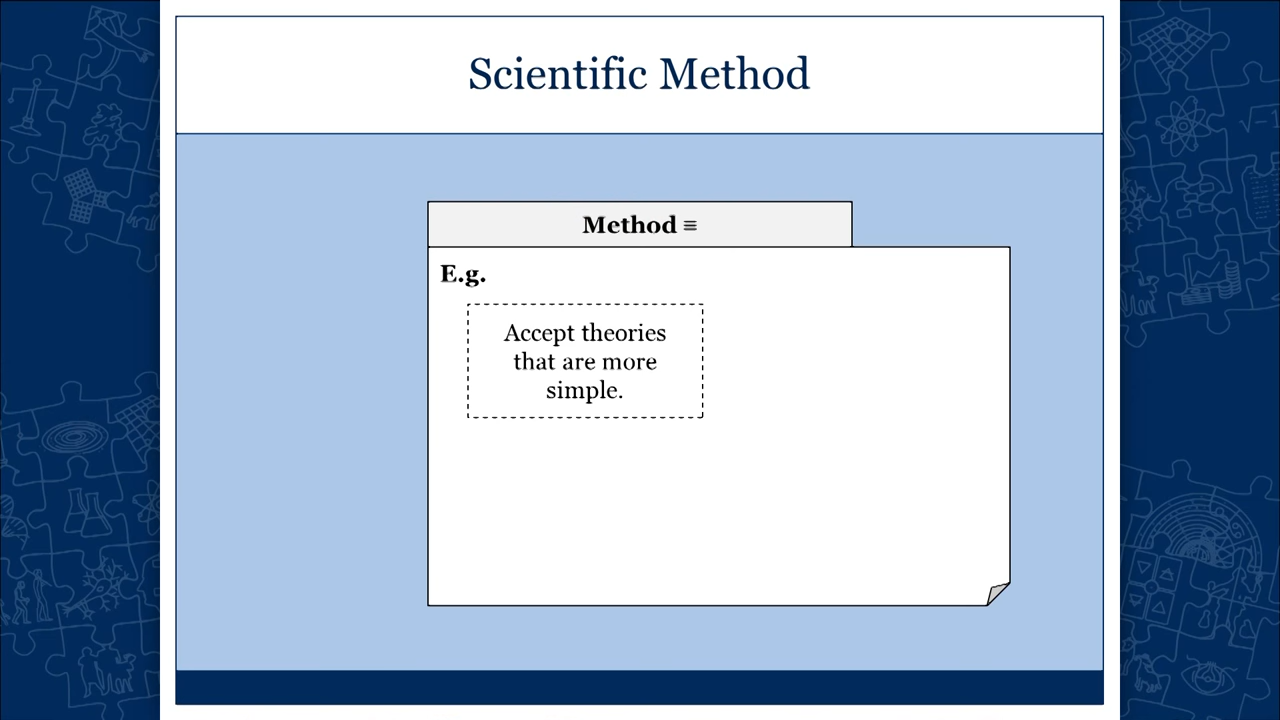 Scientific Method
Method ≡
E.g.
Accept theories
that are more
simple.